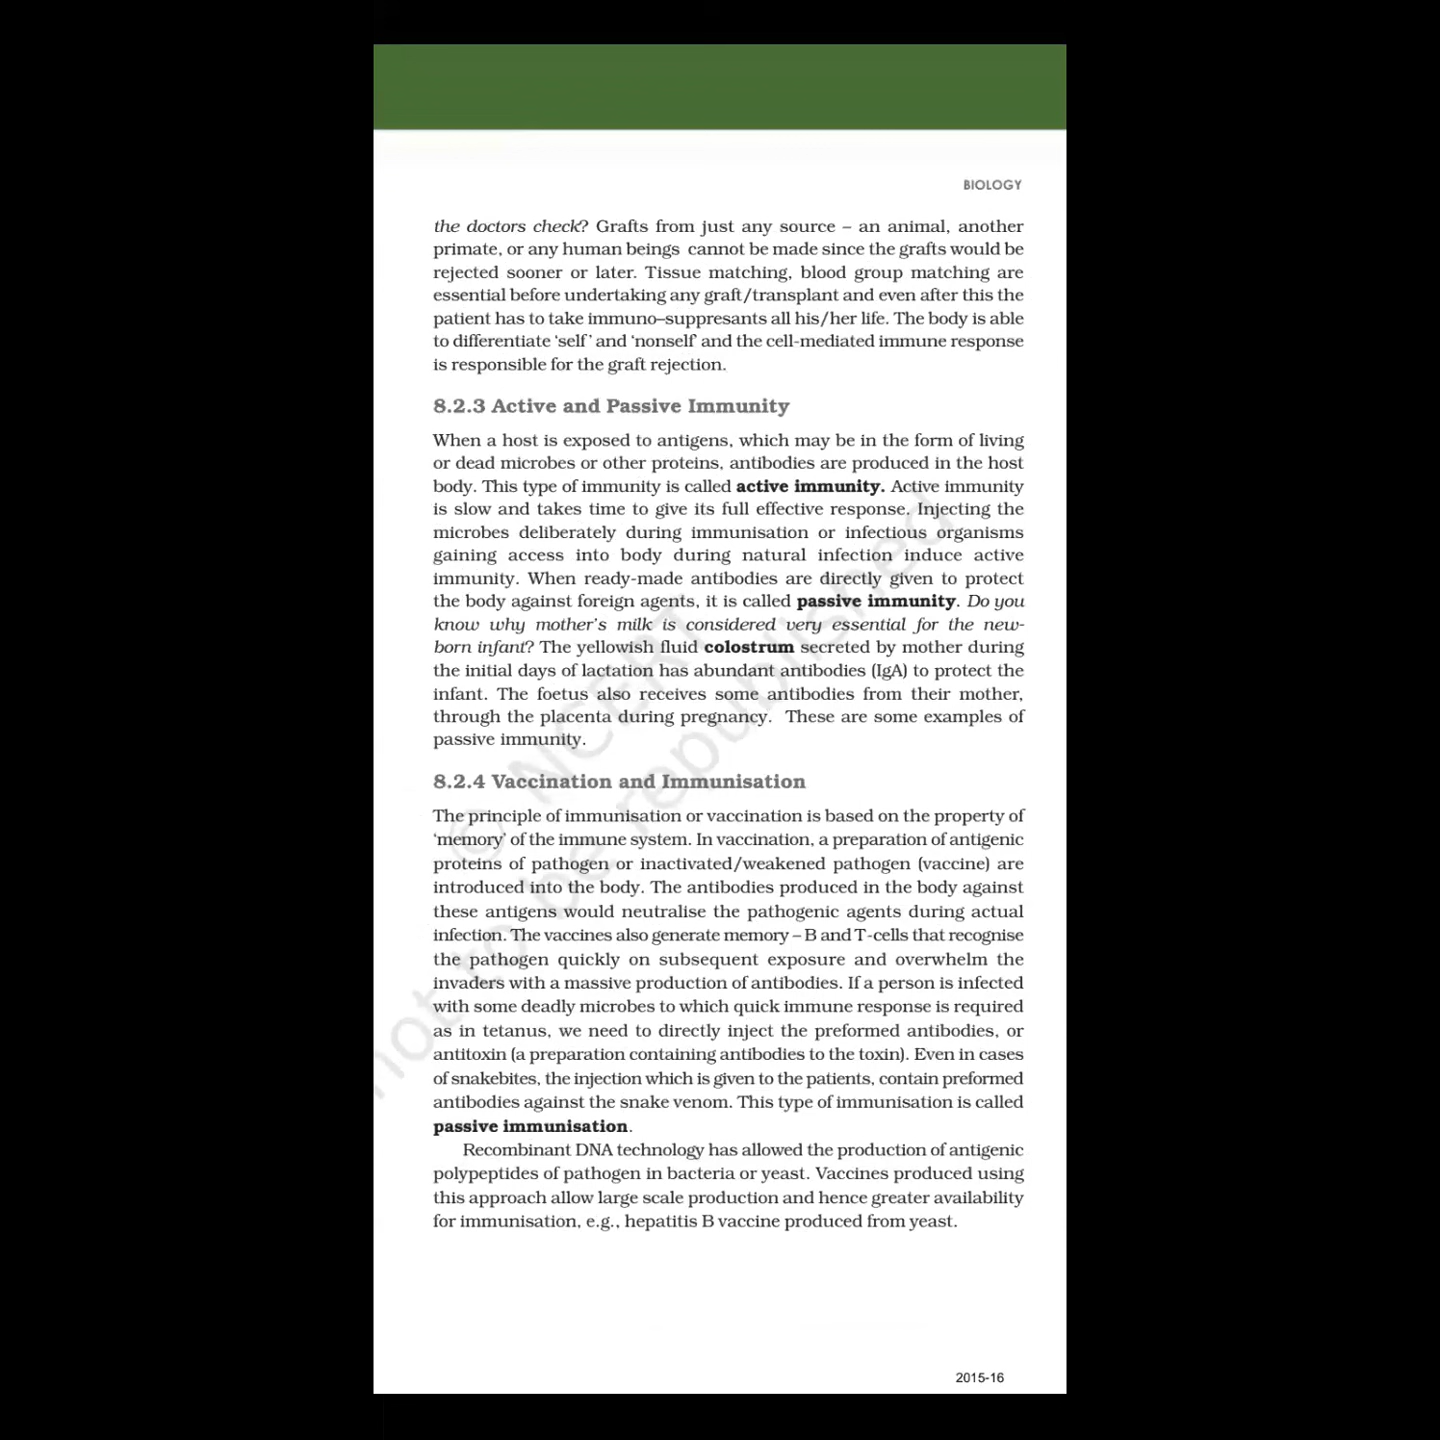 BIOLOGY
the doctors check? Grafts from just any source – an animal, another
primate, or any human beings cannot be made since the grafts would be
rejected sooner or later. Tissue matching, blood group matching are
essential before undertaking any graft/transplant and even after this the
patient has to take immuno–suppresants all his/her life. The body is able
to differentiate ‘self’ and ‘nonself’ and the cell-mediated immune response
is responsible for the graft rejection.
8.2.3 Active and Passive Immunity
When a host is exposed to antigens, which may be in the form of living
or dead microbes or other proteins, antibodies are produced in the host
body. This type of immunity is called active immunity. Active immunity
is slow and takes time to give its full effective response. Injecting the
microbes deliberately during immunisation or infectious organisms
gaining access into body during natural infection induce active
immunity. When ready-made antibodies are directly given to protect
the body against foreign agents, it is called passive immunity. Do you
know why mother’s milk is considered very essential for the new-
born infant? The yellowish fluid colostrum secreted by mother during
the initial days of lactation has abundant antibodies (IgA) to protect the
infant. The foetus also receives some antibodies from their mother,
through the placenta during pregnancy. These are some examples of
passive immunity.
8.2.4 Vaccination and Immunisation
The principle of immunisation or vaccination is based on the property of
‘memory’ of the immune system. In vaccination, a preparation of antigenic
proteins of pathogen or inactivated/weakened pathogen (vaccine) are
introduced into the body. The antibodies produced in the body against
these antigens would neutralise the pathogenic agents during actual
infection. The vaccines also generate memory – B and T-cells that recognise
the pathogen quickly on subsequent exposure and overwhelm the
invaders with a massive production of antibodies. If a person is infected
with some deadly microbes to which quick immune response is required
as in tetanus, we need to directly inject the preformed antibodies, or
antitoxin (a preparation containing antibodies to the toxin). Even in cases
of snakebites, the injection which is given to the patients, contain preformed
antibodies against the snake venom. This type of immunisation is called
passive immunisation.
Recombinant DNA technology has allowed the production of antigenic
polypeptides of pathogen in bacteria or yeast. Vaccines produced using
this approach allow large scale production and hence greater availability
for immunisation, e.g., hepatitis B vaccine produced from yeast.
© NCERT
not to be republished
2015-16